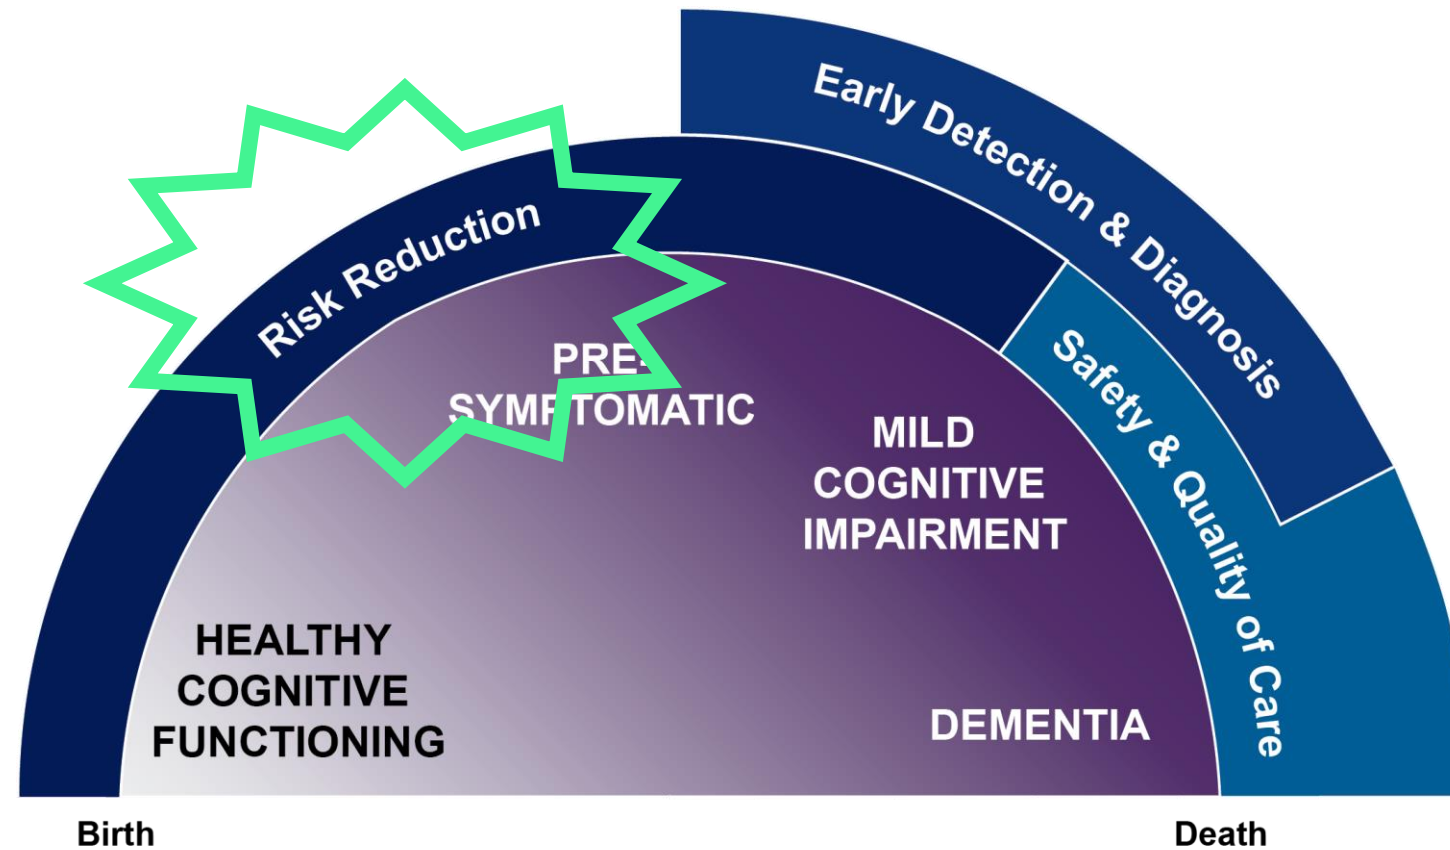 Early Detection & Diagnosis
Risk Reduction
Safety & Quality of Care
PRE-
SYMPTOMATIC
MILD
COGNITIVE
IMPAIRMENT
HEALTHY
COGNITIVE
FUNCTIONING
DEMENTIA
Birth
Death